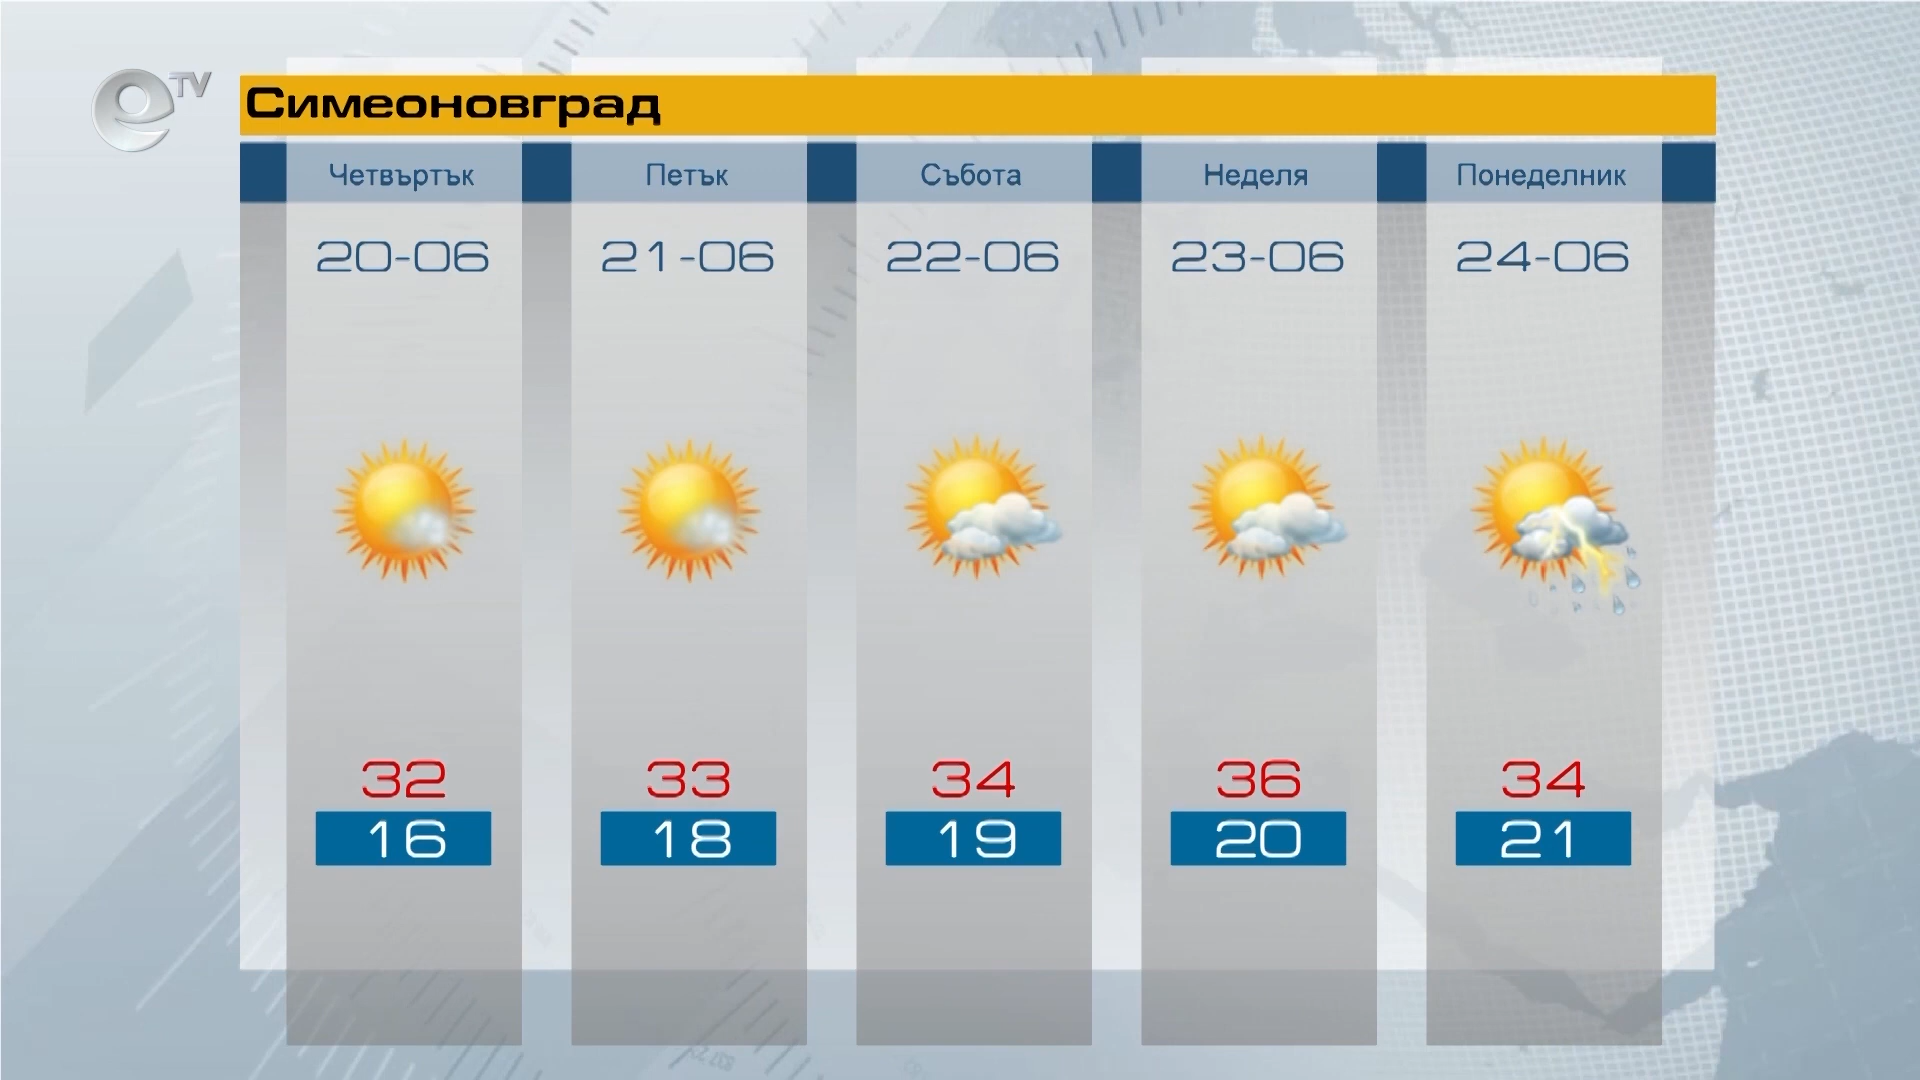 eTV
Симеоновград
Четвъртък Петък Събота Неделя Понеделник
20-06 21-06 22-06 23-06 24-06
32 33 34 36 34
16 18 19 20 21